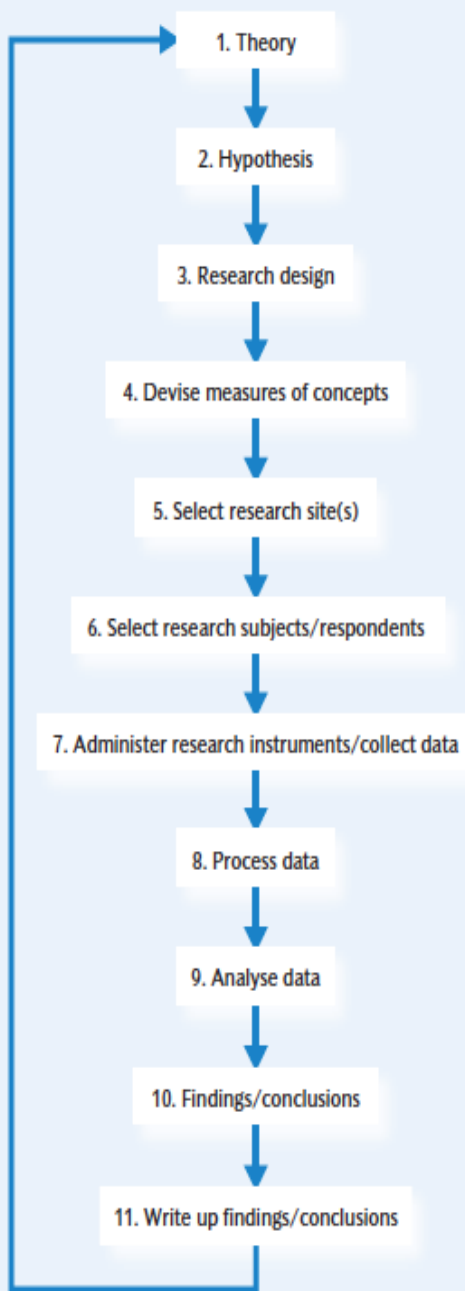 1. Theory
2. Hypothesis
3. Research design
4. Devise measures of concepts
5. Select research site(s)
6. Select research subjects/respondents
7. Administer research instruments/collect data
8. Process data
9. Analyse data
10. Findings/conclusions
11. Write up findings/conclusions